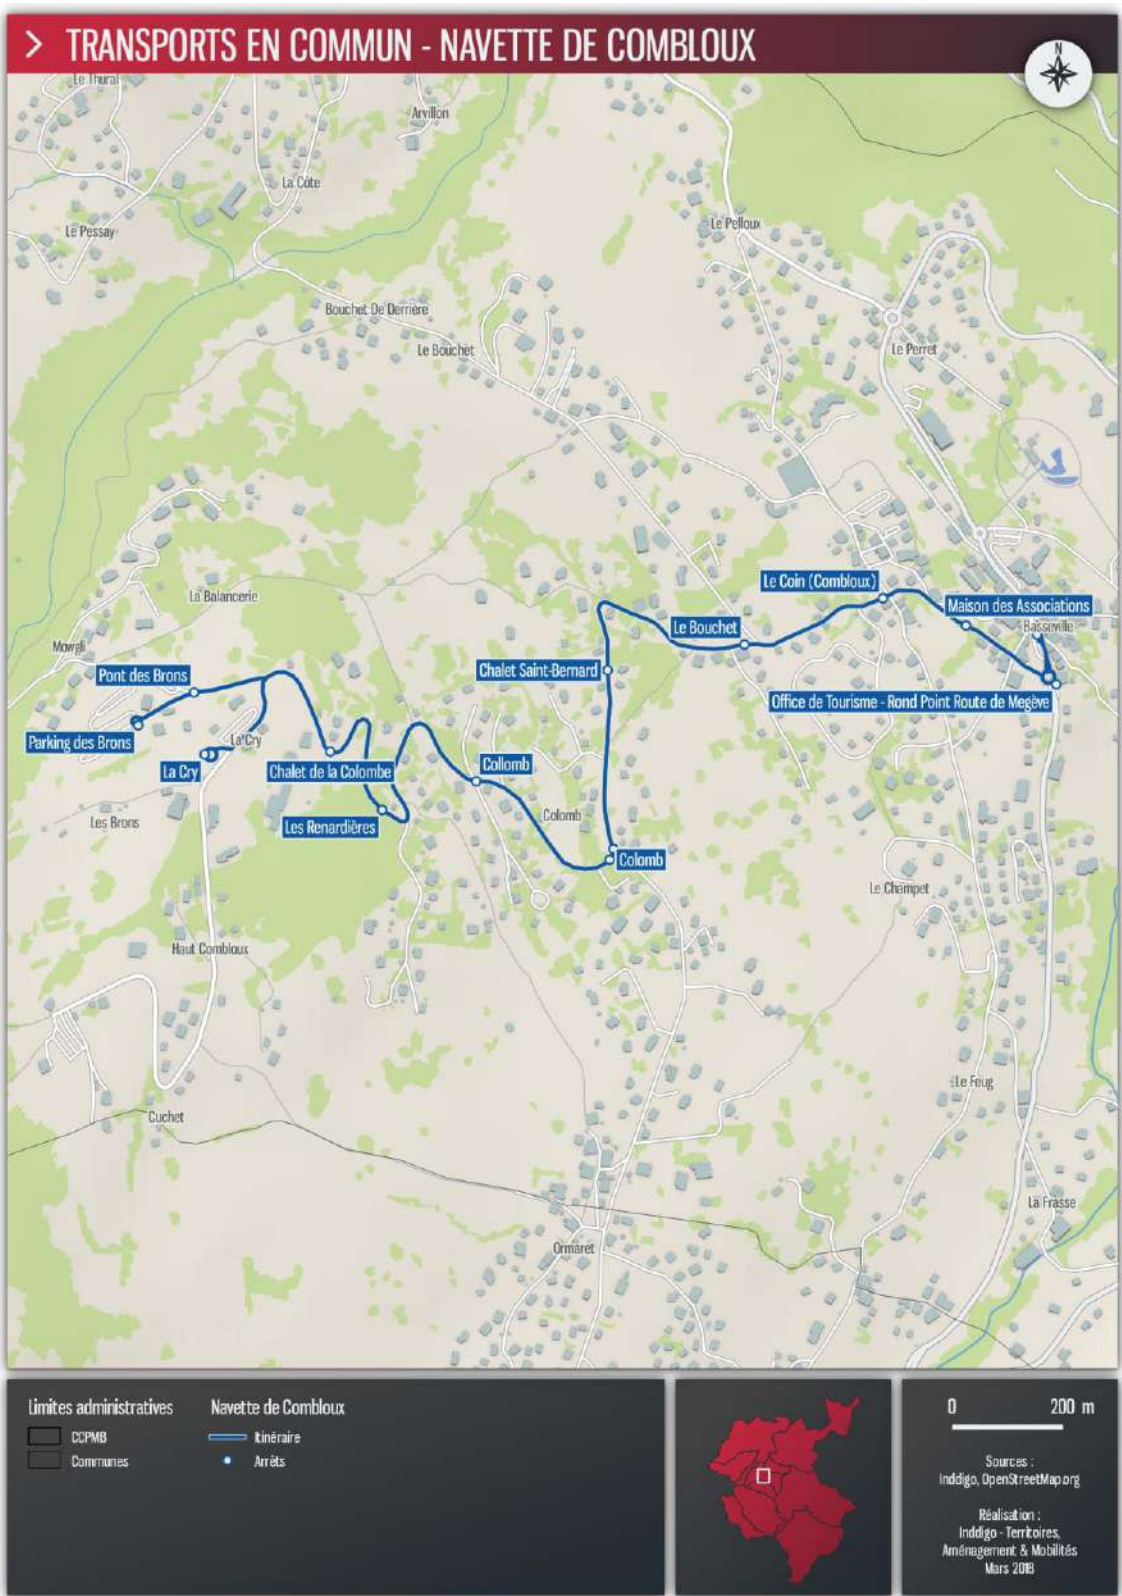 > TRANSPORTS EN COMMUN - NAVETTE DE COMBLOUX
N
Le Thural
Arvillon
La Côte
Le Pessay
Le Pelloux
Bouchet De Derrière
Le Bouchet
Le Perret
La Balancerie
Le Coin (Combloux)
Maison des Associations
Basseville
Le Bouchet
Mowgli
Pont des Brons
Chalet Saint-Bernard
Office de Tourisme - Rond Point Route de Megève
Parking des Brons
La Cry
La Cry
Chalet de la Colombe
Collomb
Les Brons
Les Renardières
Colomb
Colomb
Le Champet
Haut Combloux
Le Feug
Cuchet
La Frasse
Ormaret
Limites administratives
CCPMB
Communes
Navette de Combloux
Itinéraire
Arrêts
0 200 m
Sources :
Inddigo, OpenStreetMap.org
Réalisation :
Inddigo - Territoires,
Aménagement & Mobilités
Mars 2018